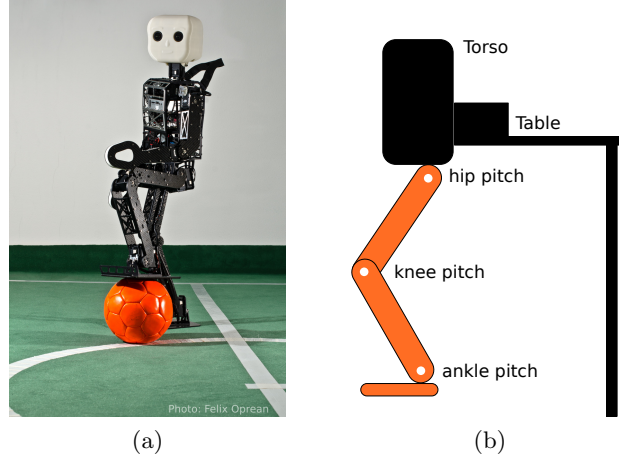 Torso
Table
hip pitch
knee pitch
ankle pitch
Photo: Felix Oprean
(a)
(b)